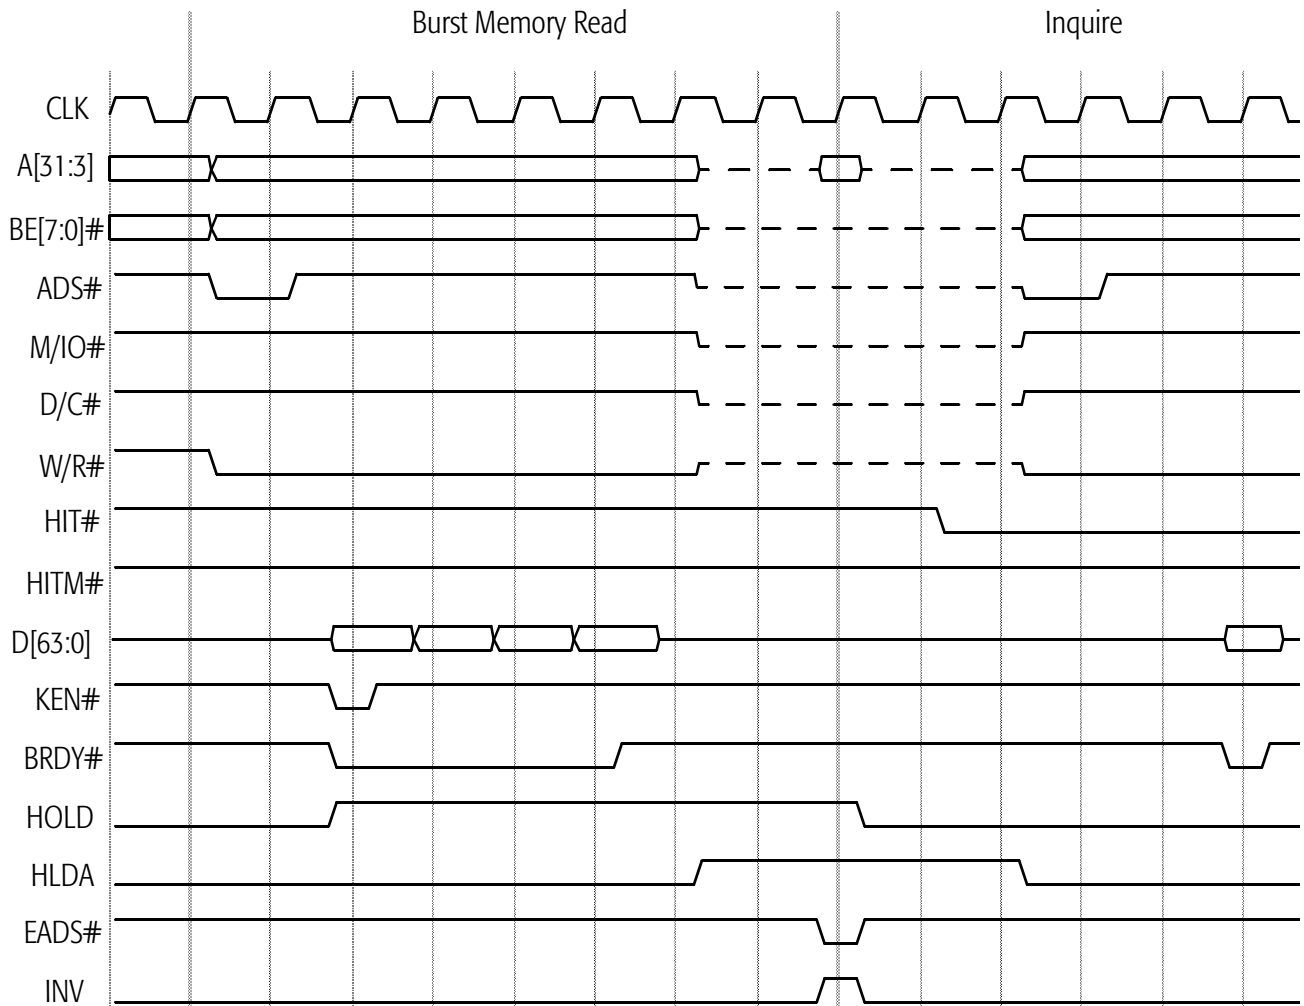 Burst Memory Read
Inquire
CLK
A[31:3]
BE[7:0]#
ADS#
M/IO#
D/C#
W/R#
HIT#
HITM#
D[63:0]
KEN#
BRDY#
HOLD
HLDA
EADS#
INV